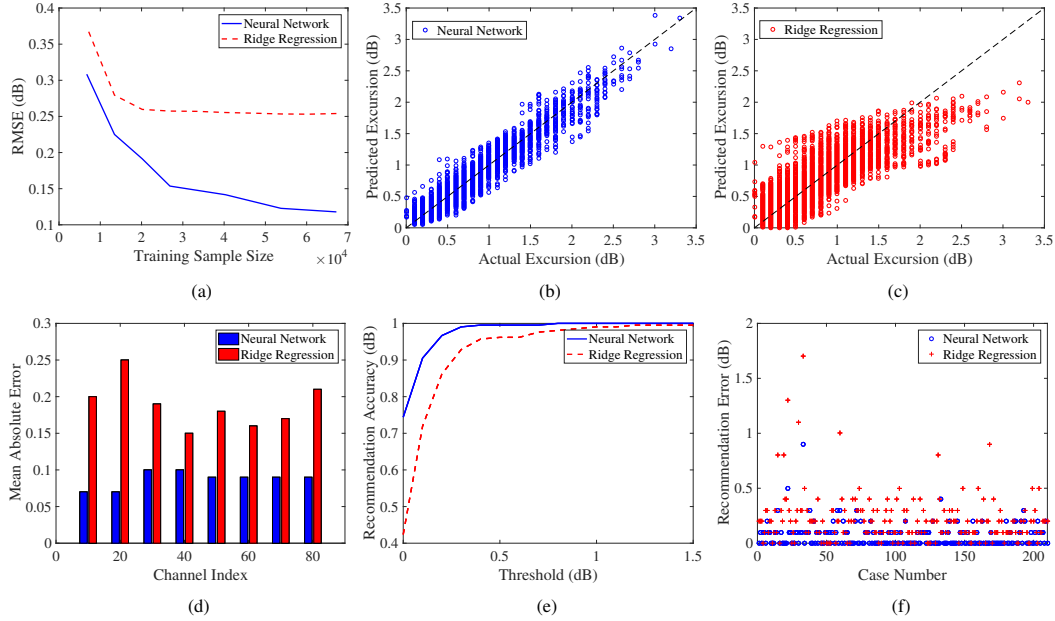 0.4
0.35
0.3
0.25
0.2
0.15
0.1
RMSE (dB)
0 1 2 3 4 5 6 7
Training Sample Size ×10⁴
Neural Network
Ridge Regression
(a)
3.5
3
2.5
2
1.5
1
0.5
0
Predicted Excursion (dB)
0 0.5 1 1.5 2 2.5 3 3.5
Actual Excursion (dB)
Neural Network
(b)
3.5
3
2.5
2
1.5
1
0.5
0
Predicted Excursion (dB)
0 0.5 1 1.5 2 2.5 3 3.5
Actual Excursion (dB)
Ridge Regression
(c)
0.3
0.25
0.2
0.15
0.1
0.05
0
Mean Absolute Error
0 20 40 60 80
Channel Index
Neural Network
Ridge Regression
(d)
1
0.9
0.8
0.7
0.6
0.5
0.4
Recommendation Accuracy (dB)
0 0.5 1 1.5
Threshold (dB)
Neural Network
Ridge Regression
(e)
2
1.5
1
0.5
0
Recommendation Error (dB)
0 50 100 150 200
Case Number
Neural Network
Ridge Regression
(f)